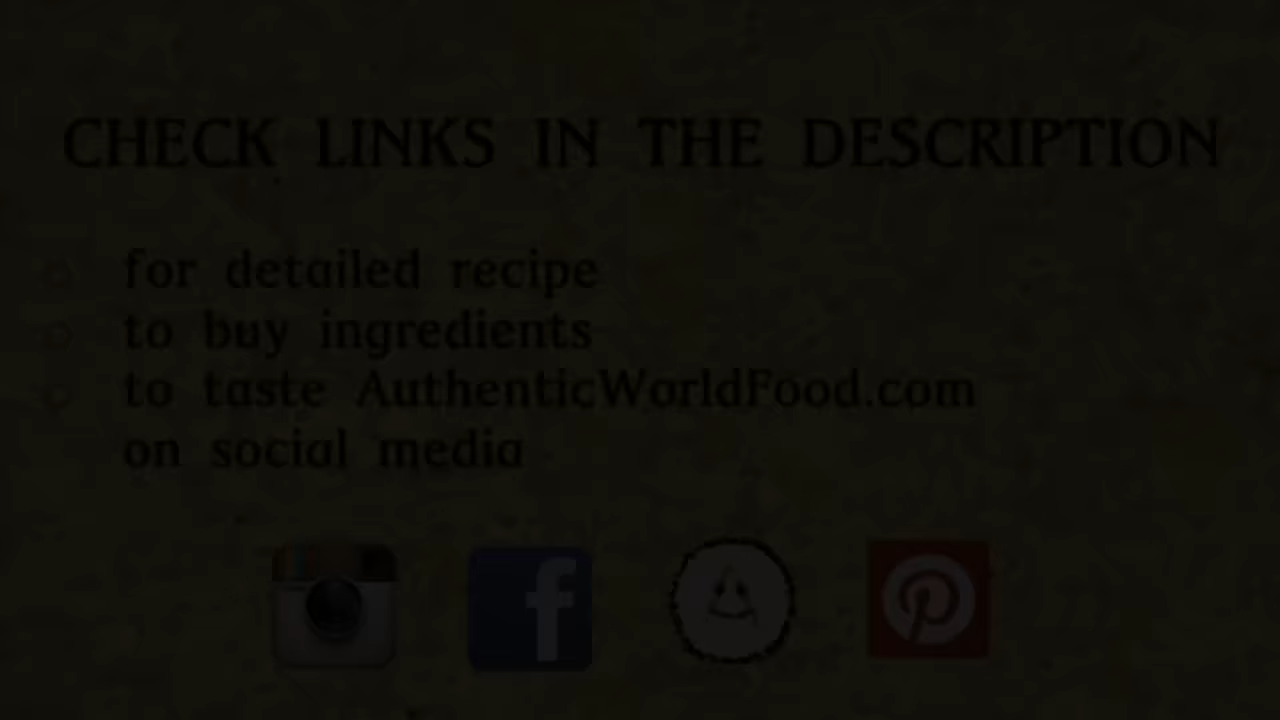 CHECK LINKS IN THE DESCRIPTION
for detailed recipe
to buy ingredients
to taste AuthenticWorldFood.com
on social media